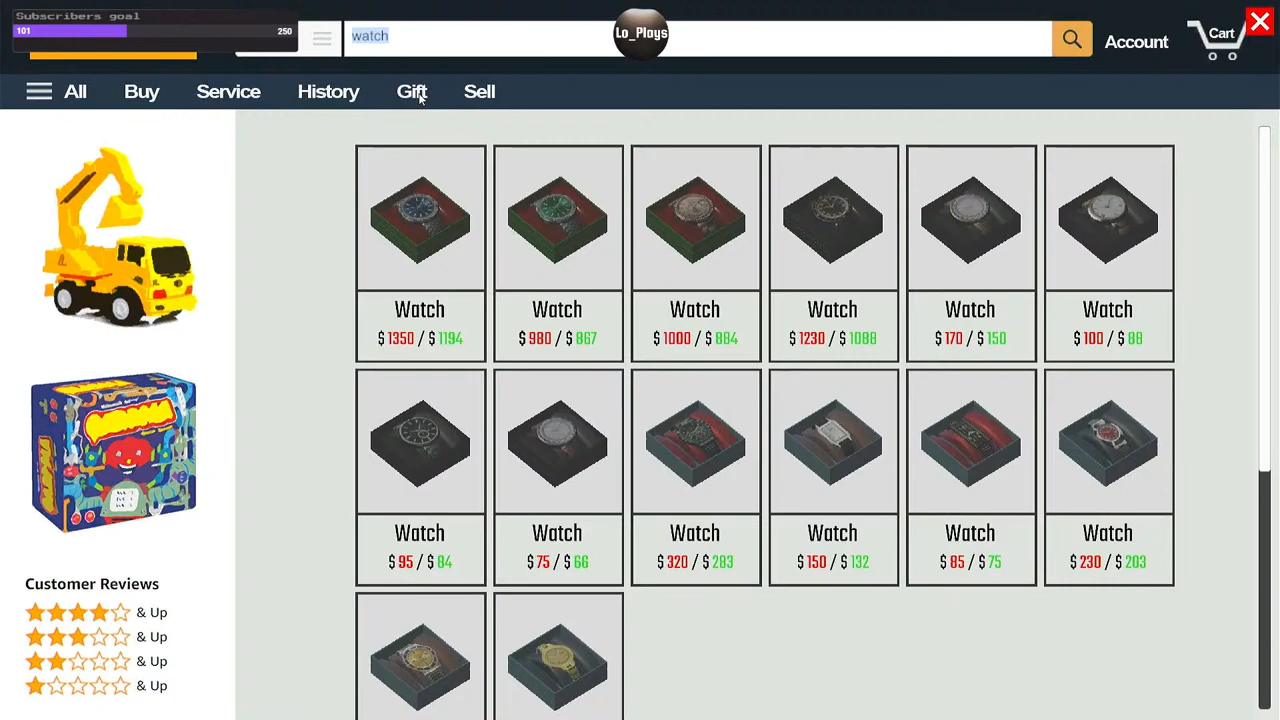 Subscribers goal
101 250
watch
Lo_Plays
Account
Cart
All Buy Service History Gift Sell
Watch Watch Watch Watch Watch Watch
$ 1350 / $ 1194 $ 980 / $ 867 $ 1000 / $ 884 $ 1230 / $ 1088 $ 170 / $ 150 $ 100 / $ 88
Watch Watch Watch Watch Watch Watch
$ 95 / $ 84 $ 75 / $ 66 $ 320 / $ 283 $ 150 / $ 132 $ 85 / $ 75 $ 230 / $ 203
Customer Reviews
& Up
& Up
& Up
& Up